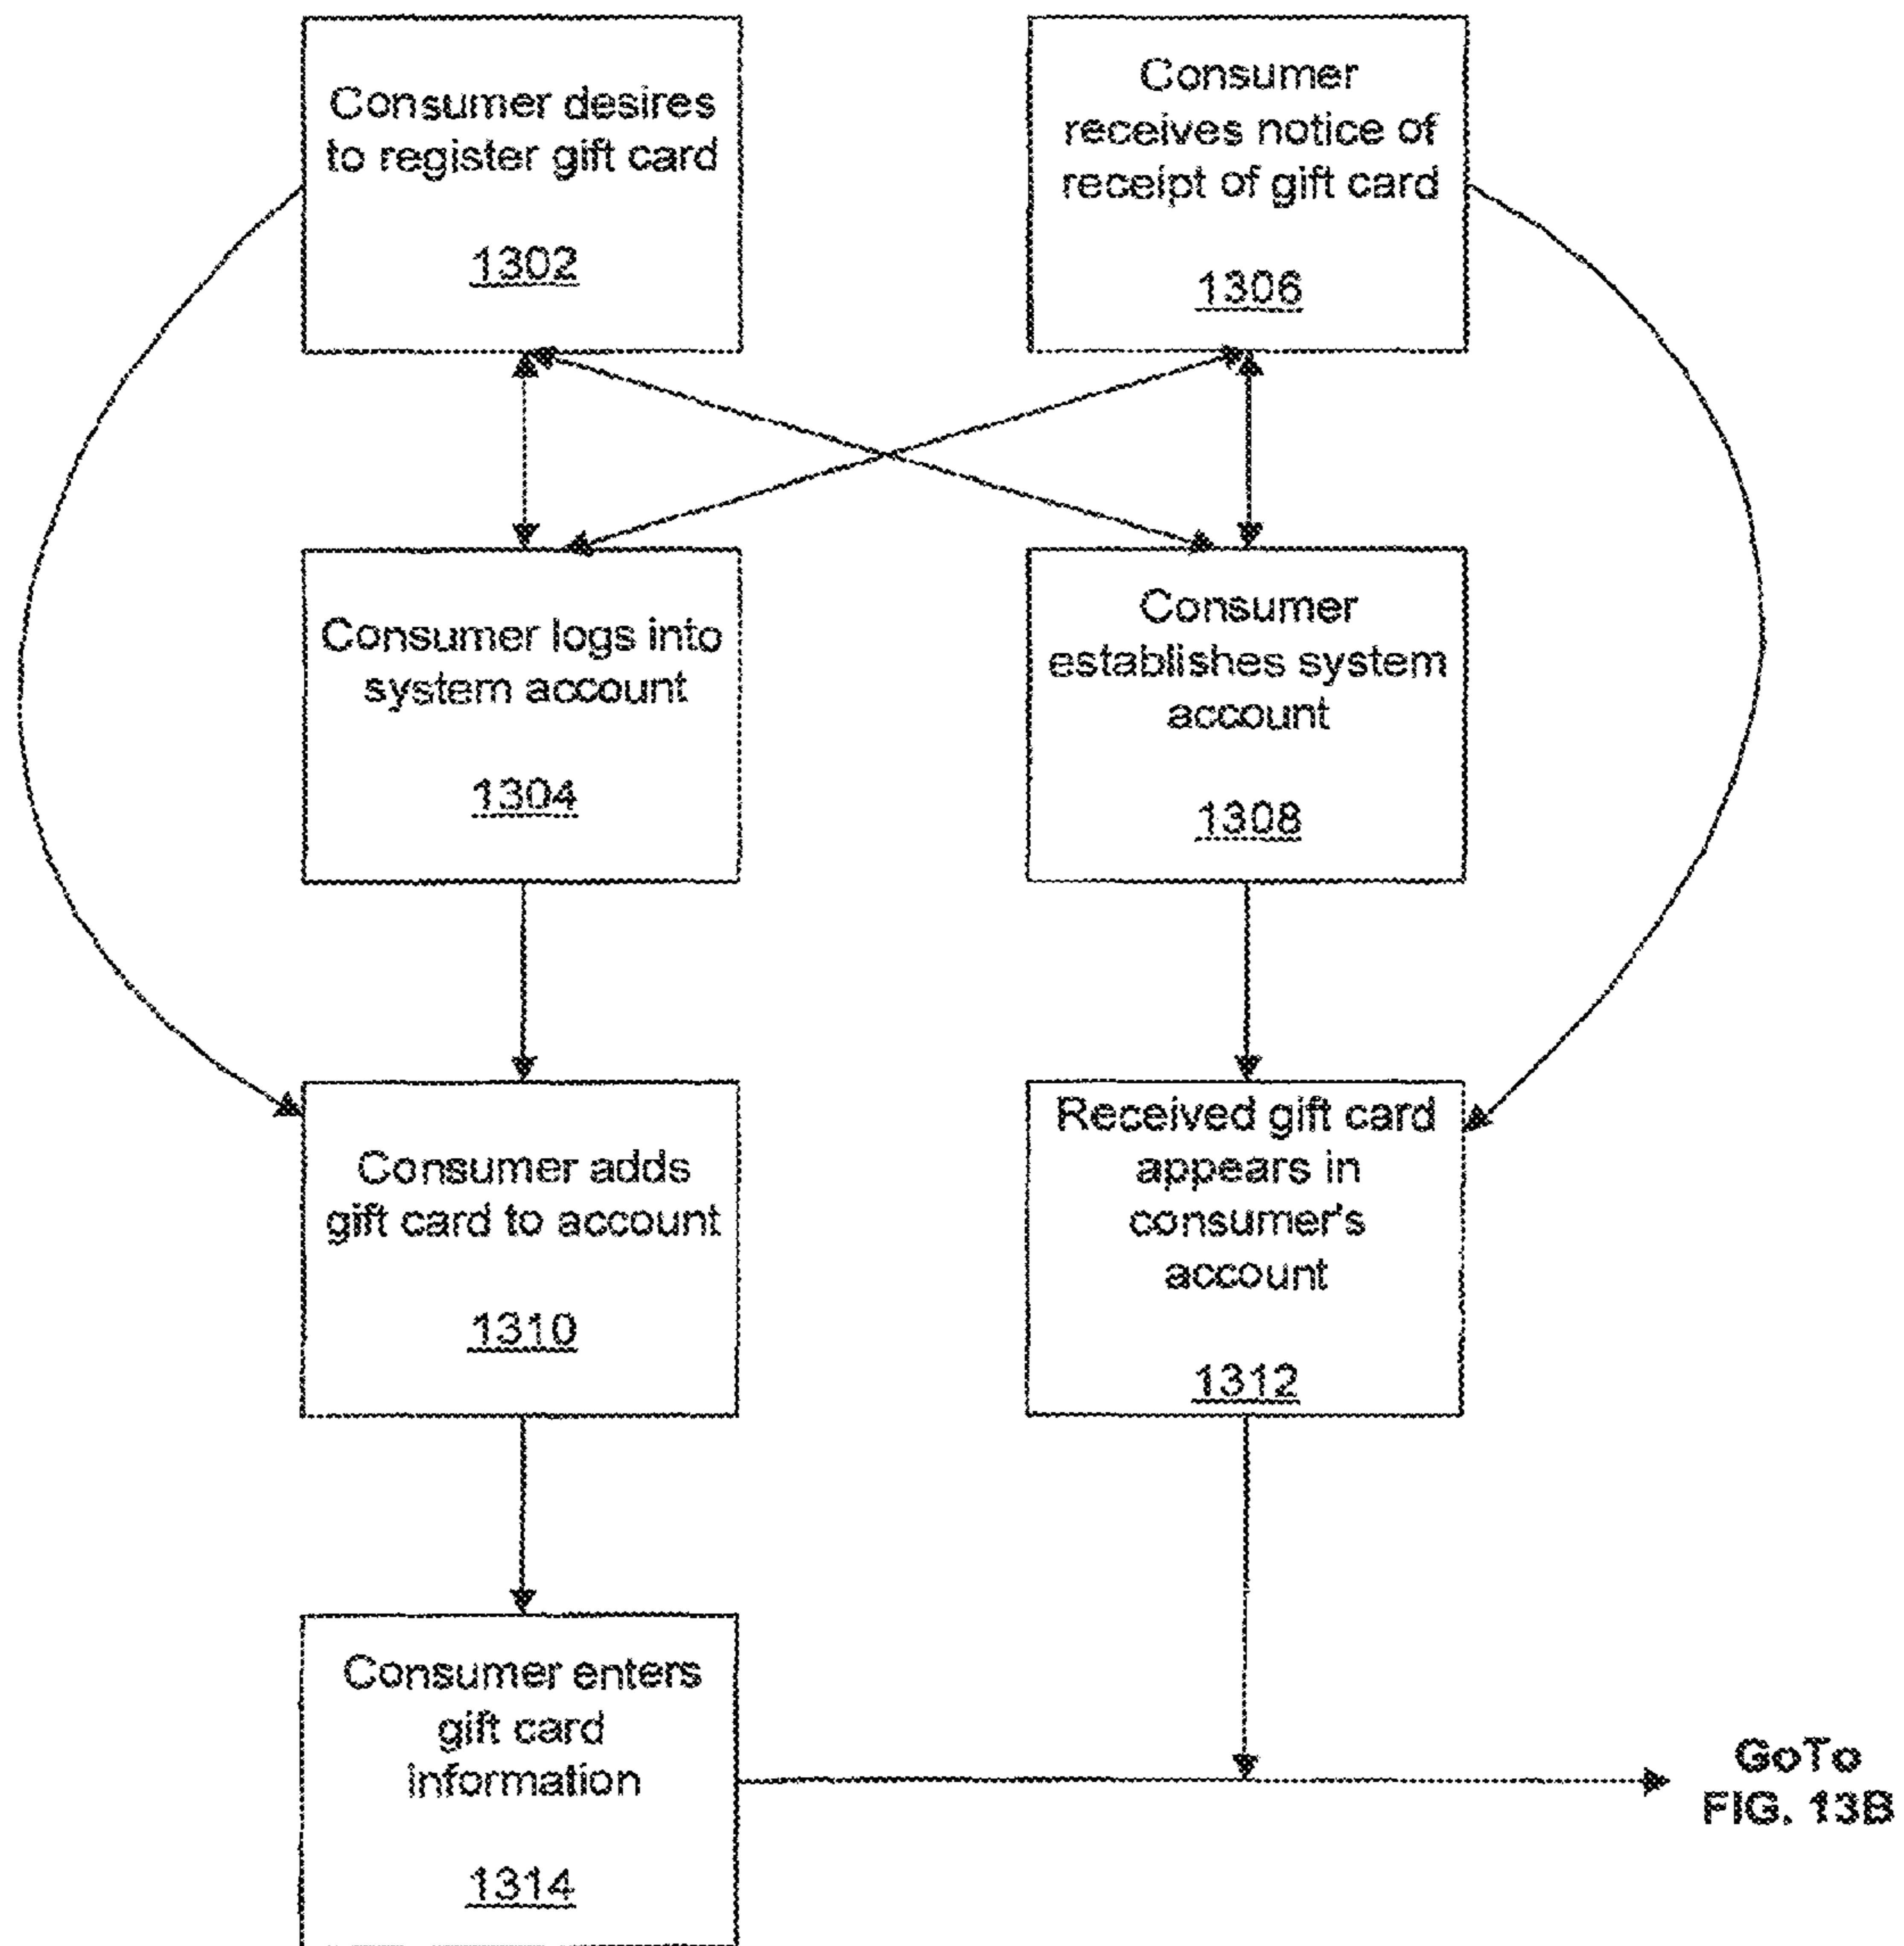 Consumer desires
to register gift card
1302
Consumer
receives notice of
receipt of gift card
1306
Consumer logs into
system account
1304
Consumer
establishes system
account
1308
Consumer adds
gift card to account
1310
Received gift card
appears in
consumer's
account
1312
Consumer enters
gift card
information
1314
GoTo
FIG. 13B